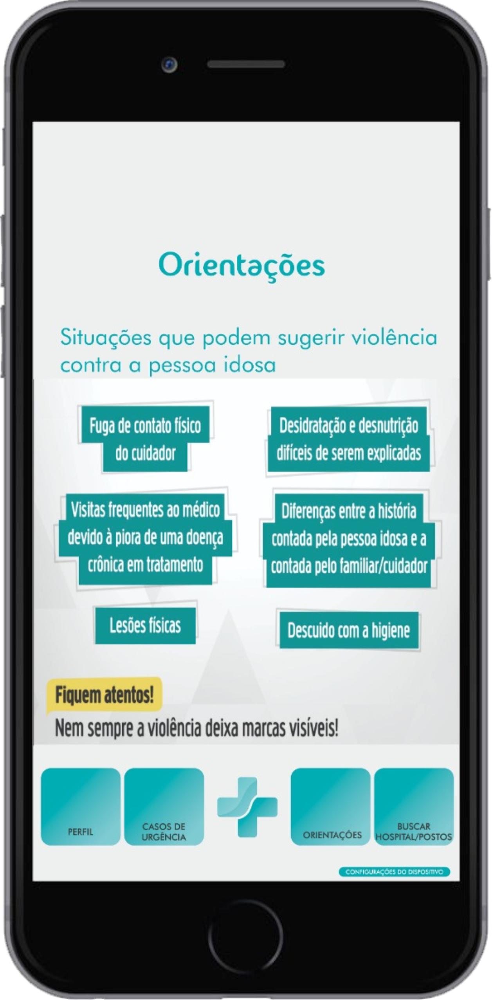 Orientações
Situações que podem sugerir violência
contra a pessoa idosa
Fuga de contato físico
do cuidador
Desidratação e desnutrição
difíceis de serem explicadas
Visitas frequentes ao médico
devido à piora de uma doença
crônica em tratamento
Diferenças entre a história
contada pela pessoa idosa e a
contada pelo familiar/cuidador
Lesões físicas
Descuido com a higiene
Fiquem atentos!
Nem sempre a violência deixa marcas visíveis!
PERFIL
CASOS DE
URGÊNCIA
ORIENTAÇÕES
BUSCAR
HOSPITAL/POSTOS
CONFIGURAÇÕES DO DISPOSITIVO